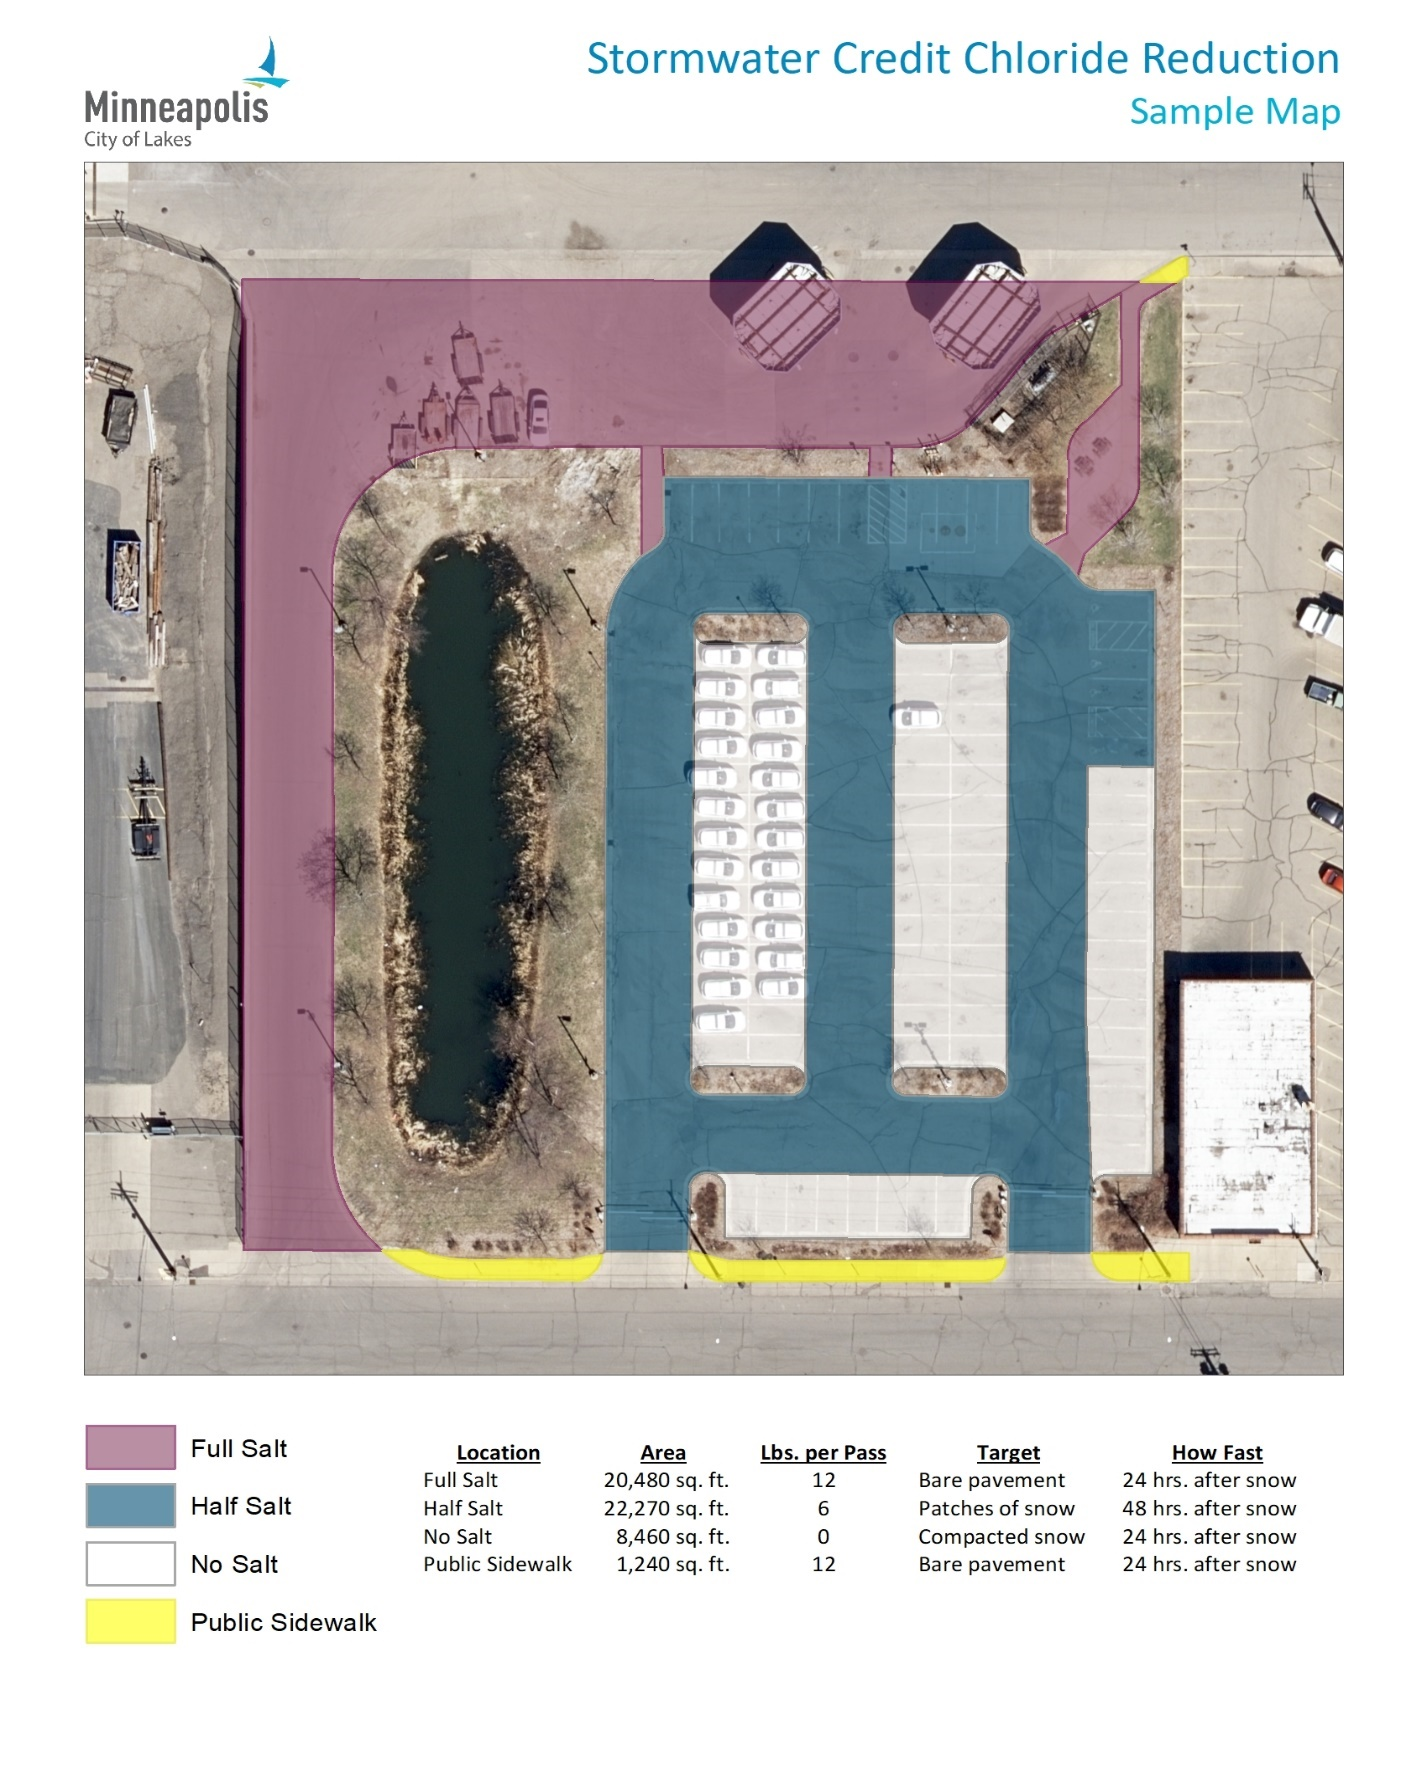 Minneapolis
City of Lakes
Stormwater Credit Chloride Reduction
Sample Map
Full Salt
Half Salt
No Salt
Public Sidewalk
Location Area Lbs. per Pass Target How Fast
Full Salt 20,480 sq. ft. 12 Bare pavement 24 hrs. after snow
Half Salt 22,270 sq. ft. 6 Patches of snow 48 hrs. after snow
No Salt 8,460 sq. ft. 0 Compacted snow 24 hrs. after snow
Public Sidewalk 1,240 sq. ft. 12 Bare pavement 24 hrs. after snow